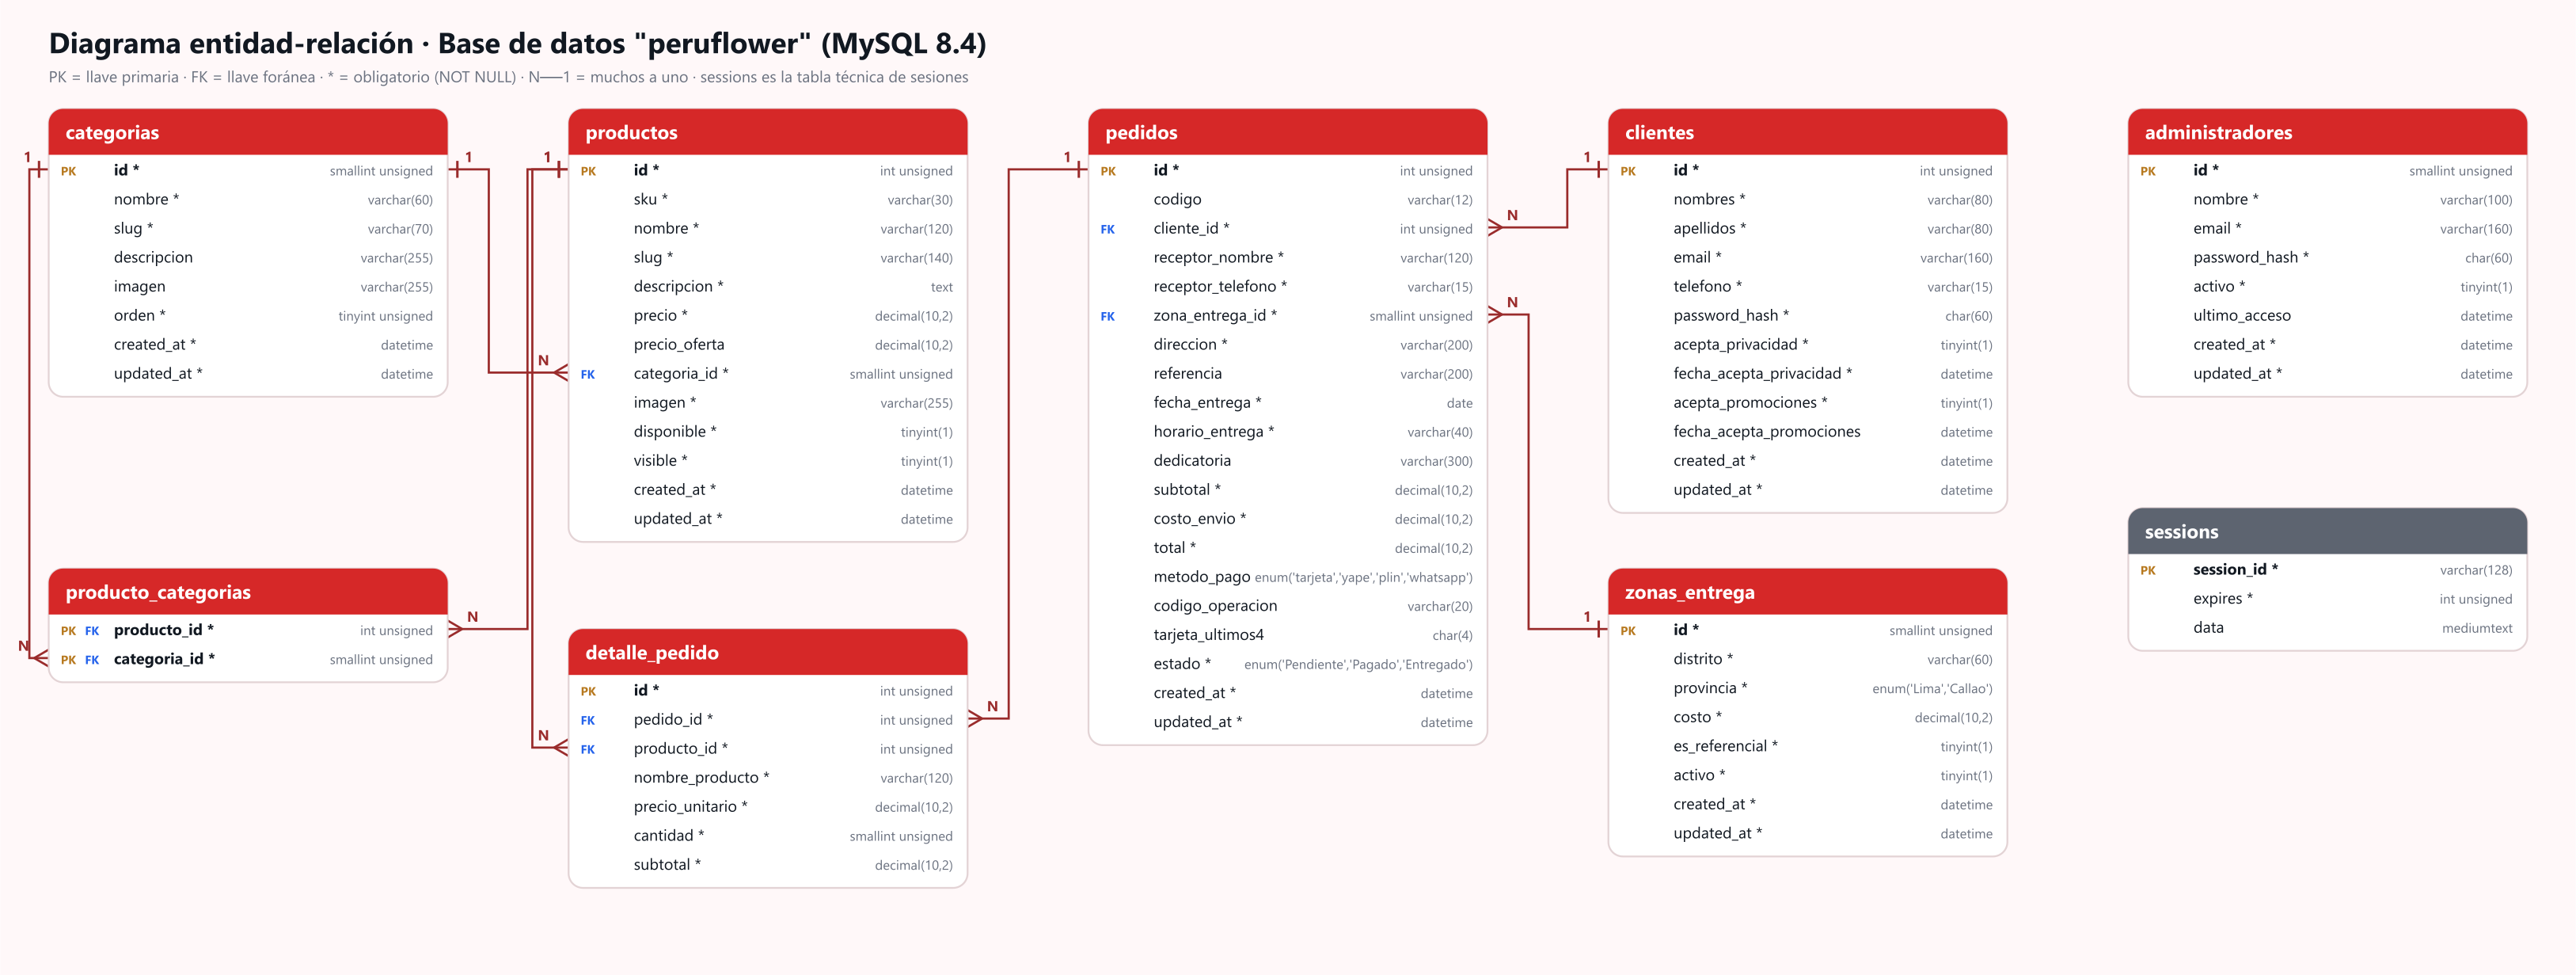 Diagrama entidad-relación · Base de datos "peruflower" (MySQL 8.4)
PK = llave primaria · FK = llave foránea · * = obligatorio (NOT NULL) · N──1 = muchos a uno · sessions es la tabla técnica de sesiones
categorias
1
1
PK id * smallint unsigned
nombre * varchar(60)
slug * varchar(70)
descripcion varchar(255)
imagen varchar(255)
orden * tinyint unsigned
created_at * datetime
updated_at * datetime
producto_categorias
N
PK FK producto_id * int unsigned
N
PK FK categoria_id * smallint unsigned
productos
1
PK id * int unsigned
sku * varchar(30)
nombre * varchar(120)
slug * varchar(140)
descripcion * text
precio * decimal(10,2)
precio_oferta decimal(10,2)
N
FK categoria_id * smallint unsigned
imagen * varchar(255)
disponible * tinyint(1)
visible * tinyint(1)
created_at * datetime
updated_at * datetime
detalle_pedido
PK id * int unsigned
N
FK pedido_id * int unsigned
N
FK producto_id * int unsigned
nombre_producto * varchar(120)
precio_unitario * decimal(10,2)
cantidad * smallint unsigned
subtotal * decimal(10,2)
pedidos
1
PK id * int unsigned
codigo varchar(12)
N
FK cliente_id * int unsigned
receptor_nombre * varchar(120)
receptor_telefono * varchar(15)
N
FK zona_entrega_id * smallint unsigned
direccion * varchar(200)
referencia varchar(200)
fecha_entrega * date
horario_entrega * varchar(40)
dedicatoria varchar(300)
subtotal * decimal(10,2)
costo_envio * decimal(10,2)
total * decimal(10,2)
metodo_pago enum('tarjeta','yape','plin','whatsapp')
codigo_operacion varchar(20)
tarjeta_ultimos4 char(4)
estado * enum('Pendiente','Pagado','Entregado')
created_at * datetime
updated_at * datetime
clientes
1
PK id * int unsigned
nombres * varchar(80)
apellidos * varchar(80)
email * varchar(160)
telefono * varchar(15)
password_hash * char(60)
acepta_privacidad * tinyint(1)
fecha_acepta_privacidad * datetime
acepta_promociones * tinyint(1)
fecha_acepta_promociones datetime
created_at * datetime
updated_at * datetime
zonas_entrega
1
PK id * smallint unsigned
distrito * varchar(60)
provincia * enum('Lima','Callao')
costo * decimal(10,2)
es_referencial * tinyint(1)
activo * tinyint(1)
created_at * datetime
updated_at * datetime
administradores
PK id * smallint unsigned
nombre * varchar(100)
email * varchar(160)
password_hash * char(60)
activo * tinyint(1)
ultimo_acceso datetime
created_at * datetime
updated_at * datetime
sessions
PK session_id * varchar(128)
expires * int unsigned
data mediumtext